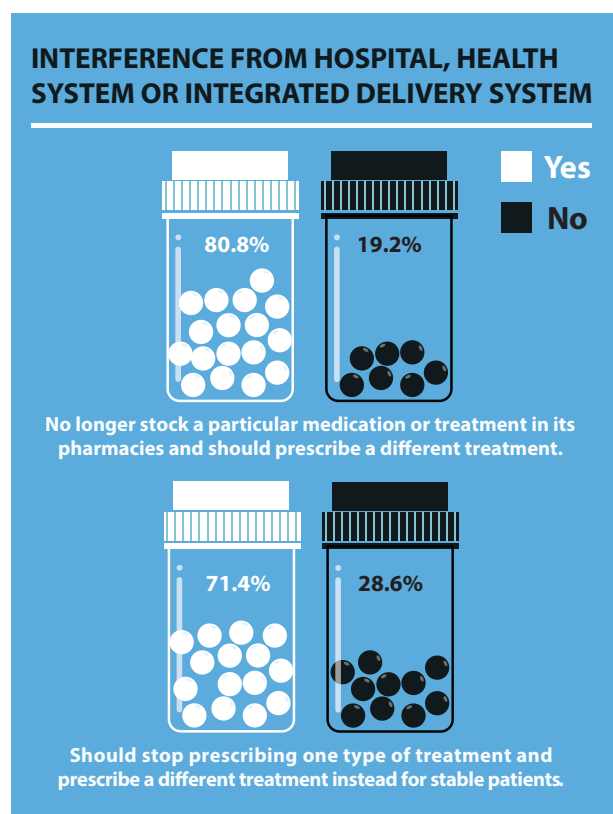 INTERFERENCE FROM HOSPITAL, HEALTH
SYSTEM OR INTEGRATED DELIVERY SYSTEM
Yes
No
80.8%
19.2%
No longer stock a particular medication or treatment in its
pharmacies and should prescribe a different treatment.
71.4%
28.6%
Should stop prescribing one type of treatment and
prescribe a different treatment instead for stable patients.